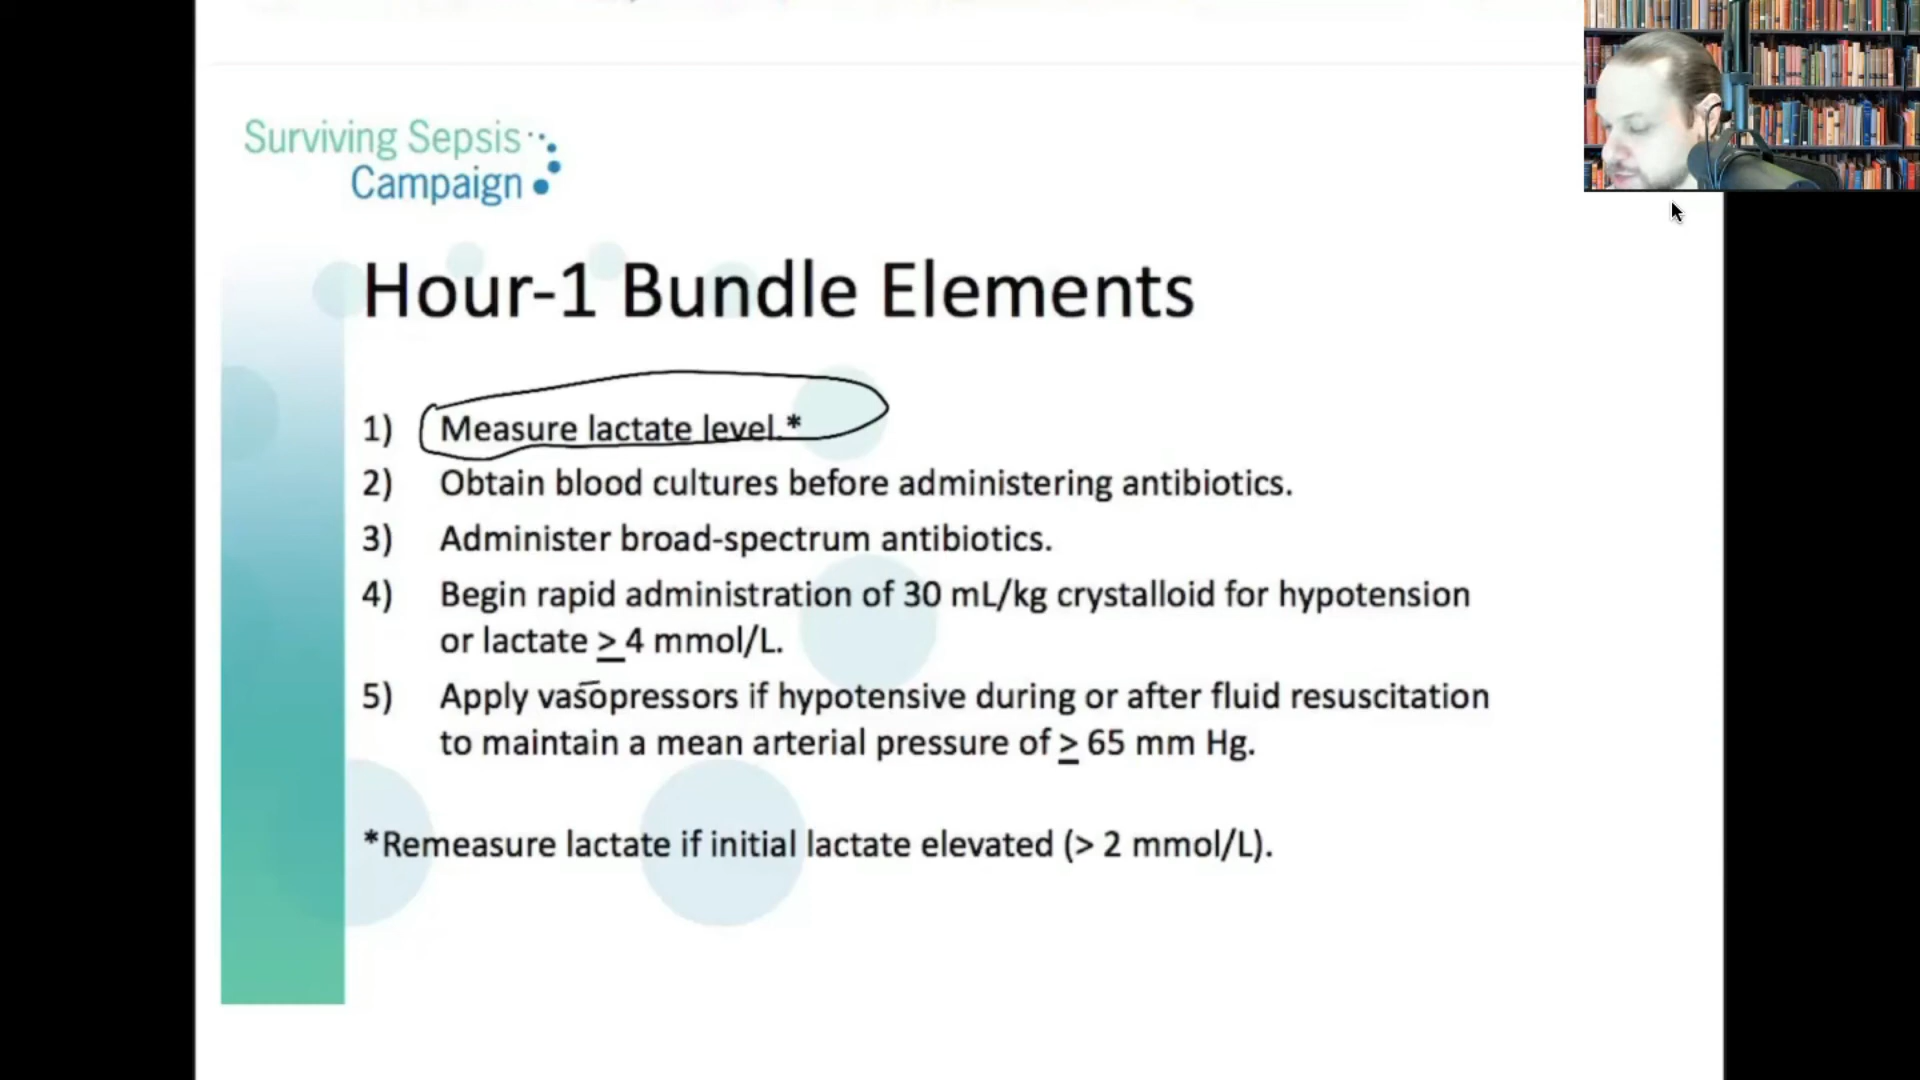 Surviving Sepsis
Campaign
Hour-1 Bundle Elements
1) Measure lactate level.*
2) Obtain blood cultures before administering antibiotics.
3) Administer broad-spectrum antibiotics.
4) Begin rapid administration of 30 mL/kg crystalloid for hypotension
or lactate ≥ 4 mmol/L.
5) Apply vasopressors if hypotensive during or after fluid resuscitation
to maintain a mean arterial pressure of ≥ 65 mm Hg.
*Remeasure lactate if initial lactate elevated (> 2 mmol/L).